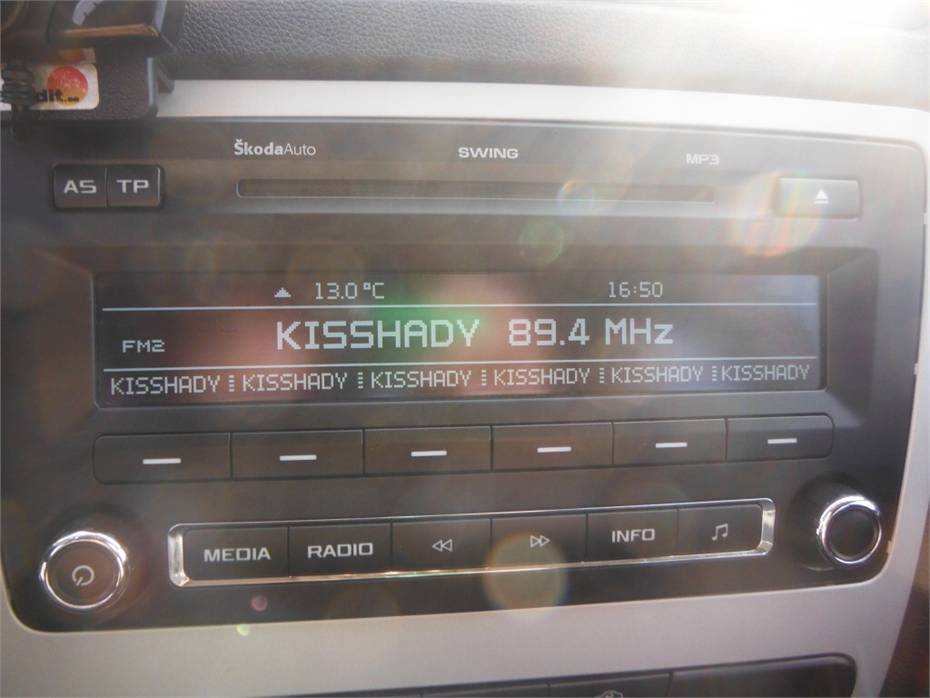 dit..
ŠkodaAuto SWING MP3
AS TP
13.0°C 16:50
FM2 KISSHADY 89.4 MHz
KISSHADY KISSHADY KISSHADY KISSHADY KISSHADY KISSHADY
MEDIA RADIO INFO